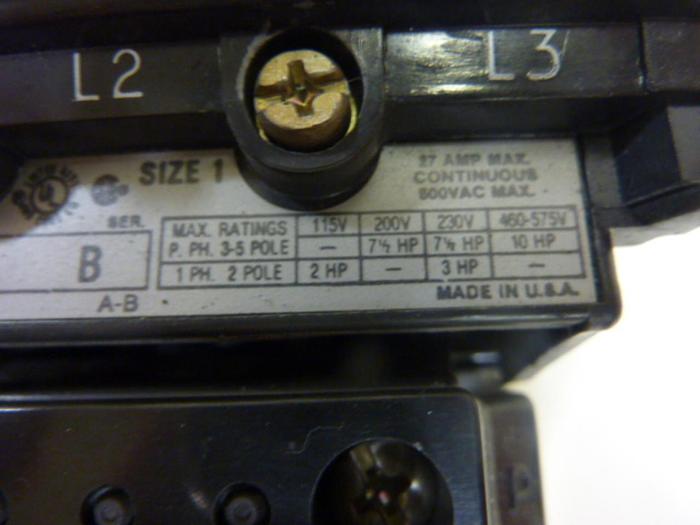 L2 L3
SIZE 1
27 AMP MAX.
CONTINUOUS
600VAC MAX.
SER.
B
A-B
MAX. RATINGS 115V 200V 230V 460-575V
P. PH. 3-5 POLE — 7½ HP 7½ HP 10 HP
1 PH. 2 POLE 2 HP — 3 HP
MADE IN U.S.A.